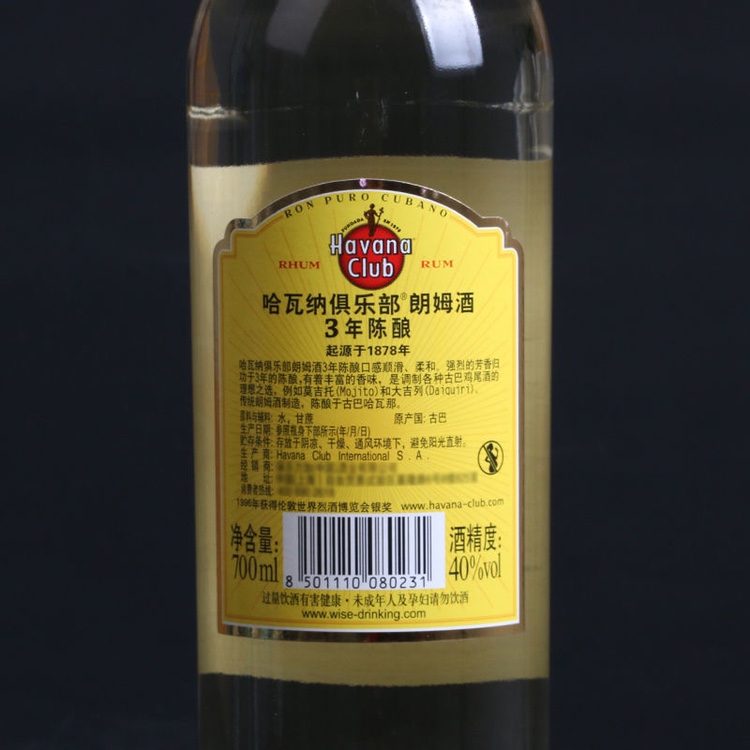 RON PURO CUBANO
FUNDADA EN 1878
Havana
Club
RHUM RUM
哈瓦纳俱乐部®朗姆酒
3年陈酿
起源于1878年
哈瓦纳俱乐部朗姆酒3年陈酿口感顺滑、柔和。强烈的芳香归
功于3年的陈酿,有着丰富的香味，是调制各种古巴鸡尾酒的
理想之选，例如莫吉托(Mojito)和大吉列(Daiquiri)。
传统朗姆酒制造，陈酿于古巴哈瓦那。
原料与辅料: 水，甘蔗 原产国: 古巴
生产日期: 参照瓶身下部所示(年/月/日)
贮存条件: 存放于阴凉、干燥、通风环境下，避免阳光直射。
生产商: Havana Club International S.A.
经销商:
地址:
消费者热线:
1996年获得伦敦世界烈酒博览会银奖 www.havana-club.com
净含量:
700ml
8 501110 080231
酒精度:
40%vol
过量饮酒有害健康·未成年人及孕妇请勿饮酒
www.wise-drinking.com